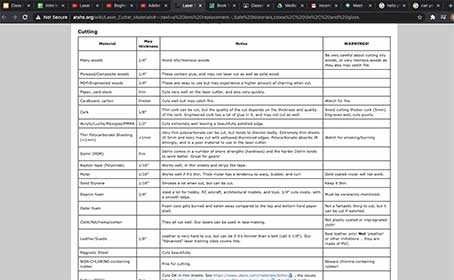 Classes
Laser
Begin
Adobe
Laser
Book
Classe
Medic
M Incom
Meet
hello
can yo
Not Secure
atxhs.org/wiki/Laser_Cutter_Materials
Cutting
Material Max thickness Notes WARNINGS!
Many woods 1/4" Avoid oily/resinous woods Be very careful about cutting oily woods, or very resinous woods as they also may catch fire.
Plywood/Composite woods 1/4" These contain glue, and may not laser cut as well as solid wood.
MDF/Engineered woods 1/4" These are okay to use but may experience a higher amount of charring when cut.
Paper, card stock thin Cuts very well on the laser cutter, and also very quickly.
Cardboard, carton thicker Cuts well but may catch fire. Watch for fire.
Cork 1/4" Thin cork can be cut, but the quality of the cut depends on the thickness and quality of the cork. Engineered cork has a lot of glue in it, and may not cut as well. Avoid cutting thicker cork (5mm). Engraves well, cuts poorly.
Acrylic/Lucite/Plexiglas/PMMA 1/2" Cuts extremely well leaving a beautifully polished edge.
Thin Polycarbonate Sheeting (<1mm) <1mm Very thin polycarbonate can be cut, but tends to discolor badly. Extremely thin sheets (0.5mm and less) may cut with yellowed/discolored edges. Polycarbonate absorbs IR strongly, and is a poor material to use in the laser cutter. Watch for smoking/burning
Delrin (POM) thin Delrin comes in a number of shore strengths (hardness) and the harder Delrin tends to work better. Great for gears!
Kapton tape (Polyimide) 1/16" Works well, in thin sheets and strips like tape.
Mylar 1/16" Works well if it's thin. Thick mylar has a tendency to warp, bubble, and curl Gold coated mylar will not work.
Solid Styrene 1/16" Smokes a lot when cut, but can be cut. Keep it thin.
Depron foam 1/4" Used a lot for hobby, RC aircraft, architectural models, and toys. 1/4" cuts nicely, with a smooth edge. Must be constantly monitored.
Gator foam Foam core gets burned and eaten away compared to the top and bottom hard paper shell. Not a fantastic thing to cut, but it can be cut if watched.
Cloth/felt/hemp/cotton They all cut well. Our lasers can be used in lace-making. Not plastic coated or impregnated cloth!
Leather/Suede 1/8" Leather is very hard to cut, but can be if it's thinner than a belt (call it 1/8"). Our "Advanced" laser training class covers this. Real leather only! Not 'pleather' or other imitations .. they are made of PVC.
Magnetic Sheet Cuts beautifully
NON-CHLORINE-containing rubber Fine for cutting. Beware chlorine-containing rubber!
Cuts OK in thin sheets. See